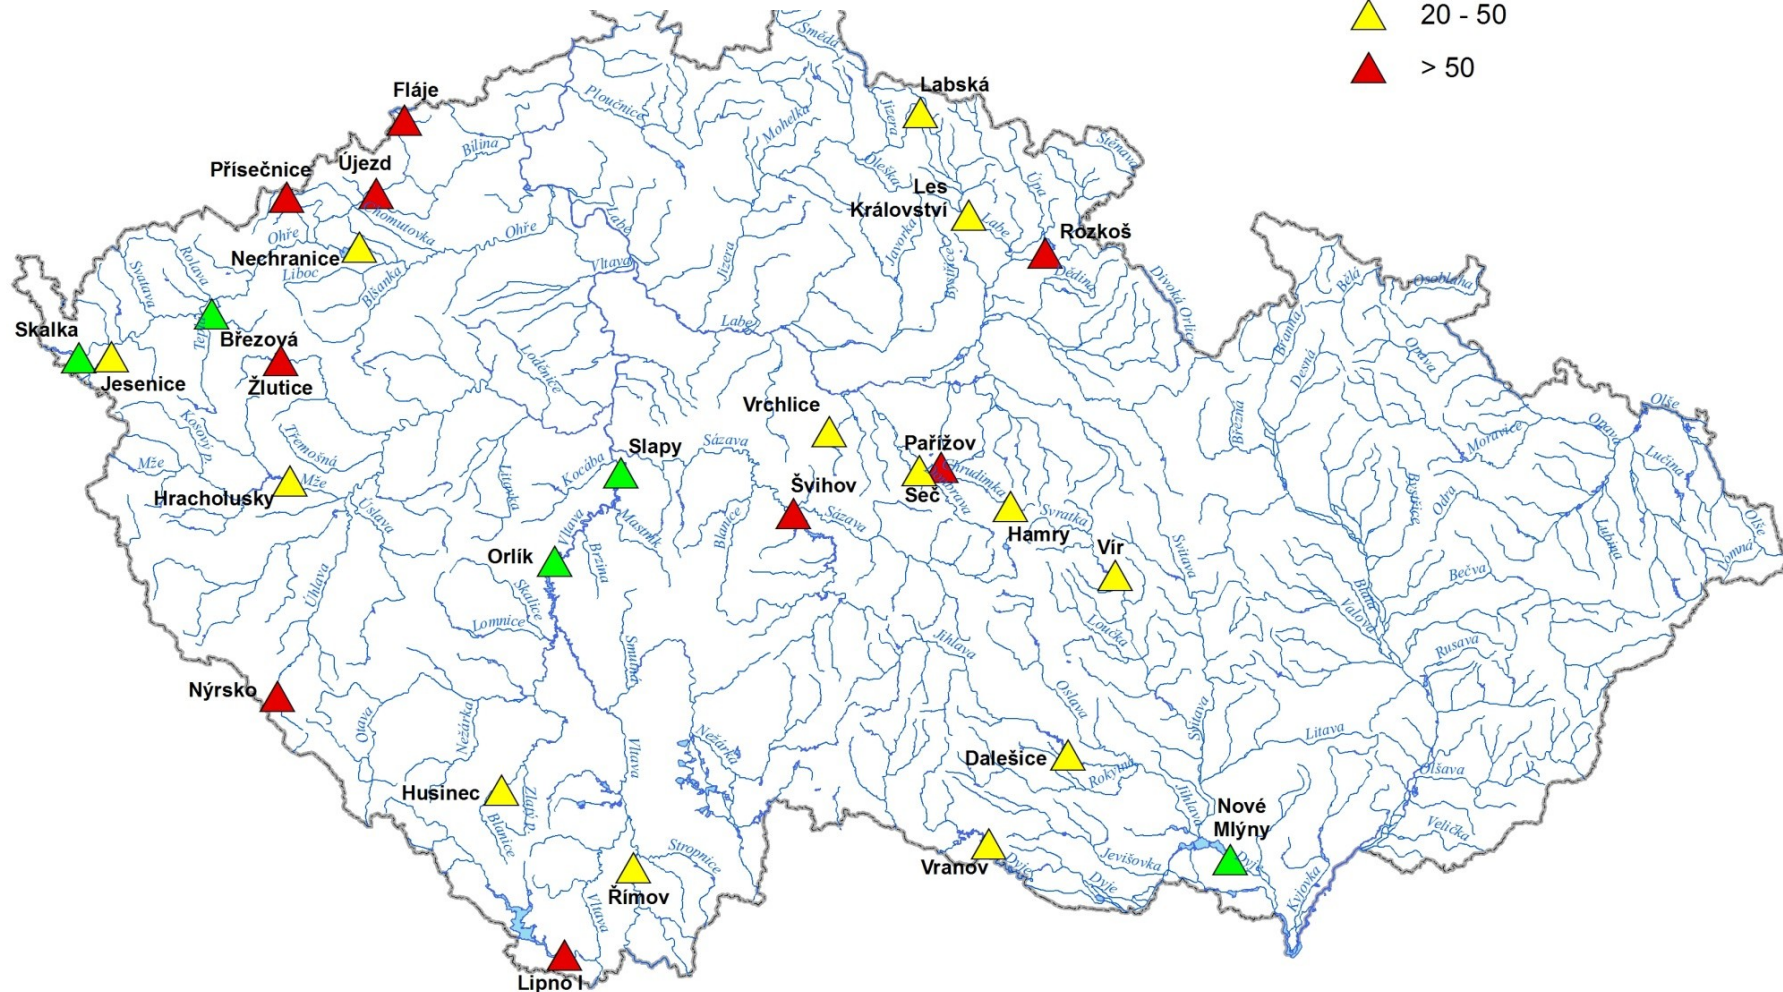 20 - 50
> 50
Smědá
Fláje
Labská
Ploučnice
Jizera
Mohelka
Bílina
Stěnava
Přísečnice
Újezd
Oleška
Úpa
Les
Království
Chomutovka
Labe
Labe
Rozkoš
Ohře
Ohře
Nechranice
Liboc
Rolava
Svatava
Blšanka
Vltava
Jizera
Javorka
Bystřice
Dědina
Divoká Orlice
Bělá
Osoblaha
Skalka
Teplá
Březová
Labe
Branná
Desná
Opava
Jesenice
Žlutice
Loděnice
Vrchlice
Březná
Olše
Kosový p.
Třemošná
Slapy
Sázava
Pařížov
Chrudimka
Moravice
Opava
Lučina
Mže
Mže
Hracholusky
Litavka
Kocába
Švihov
Seč
Bystřice
Odra
Úslava
Vltava
Mastník
Blanice
Sázava
Svratka
Hamry
Olše
Lubina
Lomná
Orlík
Brzina
Vír
Svitava
Bečva
Úhlava
Skalice
Blata
Valová
Lomnice
Loučka
Smutná
Jihlava
Rusava
Nýrsko
Otava
Nežárka
Oslava
Svitava
Litava
Vltava
Nežárka
Dalešice
Rokytná
Olšava
Husinec
Zlatý p.
Blanice
Jihlava
Nové
Mlýny
Velička
Stropnice
Vranov
Dyje
Jevišovka
Dyje
Dyje
Kyjovka
Římov
Vltava
Lipno I